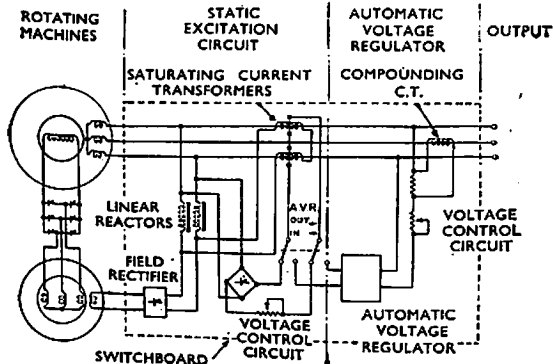 ROTATING
MACHINES
STATIC
EXCITATION
CIRCUIT
AUTOMATIC
VOLTAGE
REGULATOR
OUTPUT
SATURATING CURRENT
TRANSFORMERS
COMPOUNDING
C.T.
LINEAR
REACTORS
A.V.R.
OUT
IN
VOLTAGE
CONTROL
CIRCUIT
FIELD
RECTIFIER
VOLTAGE
CONTROL
CIRCUIT
AUTOMATIC
VOLTAGE
REGULATOR
SWITCHBOARD